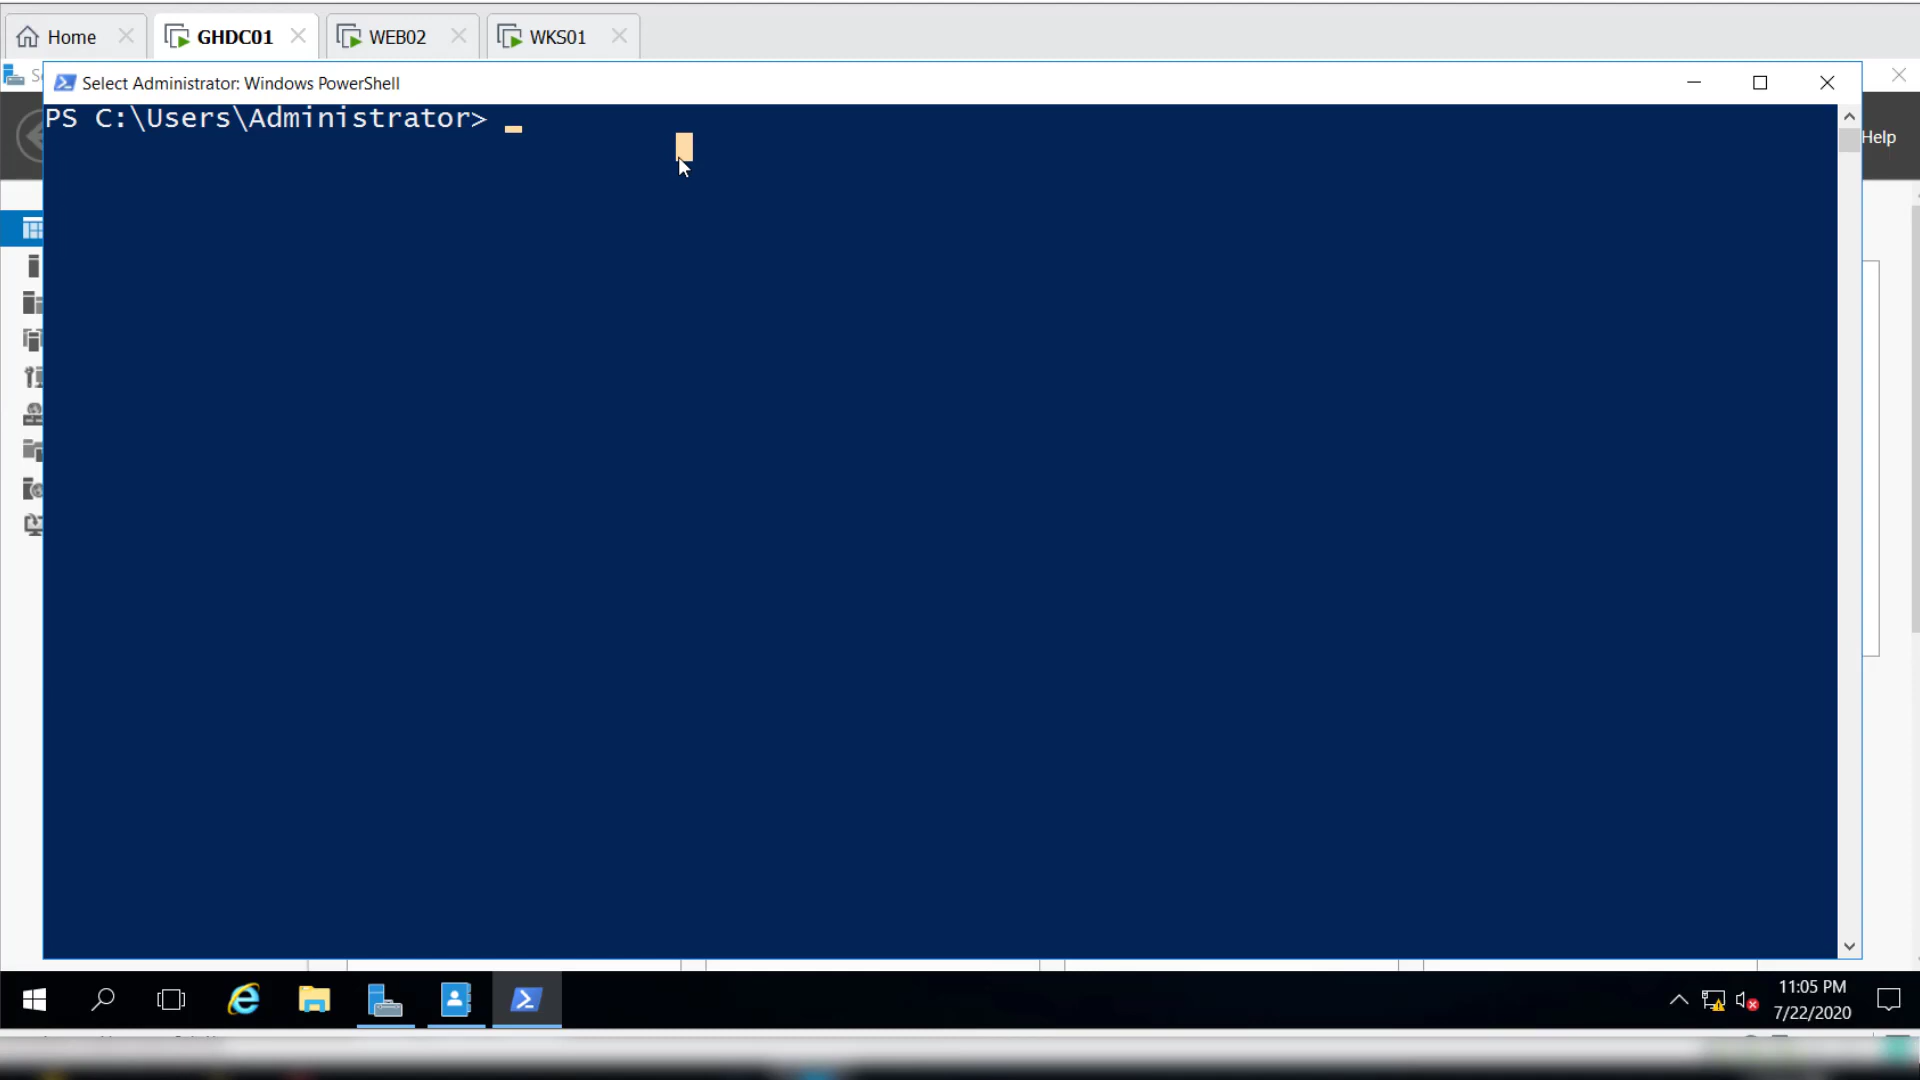 Home
GHDC01
WEB02
WKS01
Select Administrator: Windows PowerShell
PS C:\Users\Administrator>
Help
11:05 PM
7/22/2020